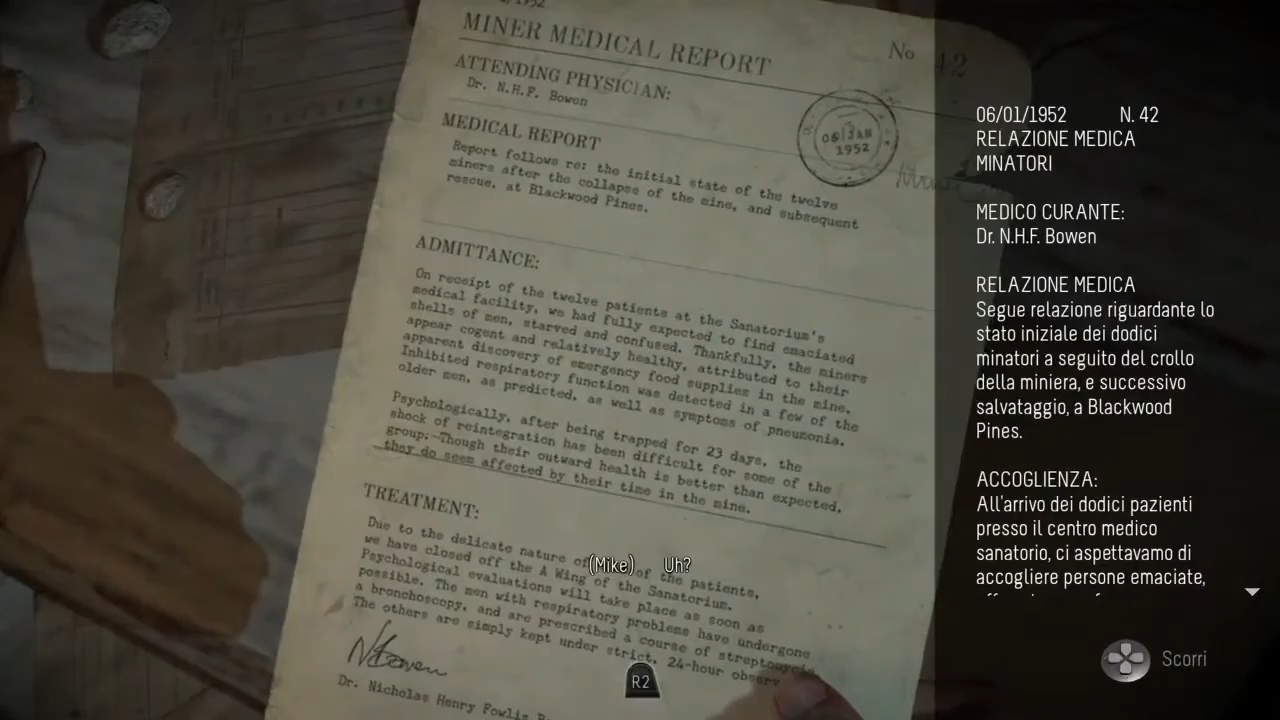 /1952
MINER MEDICAL REPORT
No 42
ATTENDING PHYSICIAN:
Dr. N.H.F. Bowen
06 JAN
1952
MEDICAL REPORT
Report follows re: the initial state of the twelve
miners after the collapse of the mine, and subsequent
rescue, at Blackwood Pines.
ADMITTANCE:
On receipt of the twelve patients at the Sanatorium's
medical facility, we had fully expected to find emaciated
shells of men, starved and confused. Thankfully, the miners
appear cogent and relatively healthy, attributed to their
apparent discovery of emergency food supplies in the mine.
Inhibited respiratory function was detected in a few of the
older men, as predicted, as well as symptoms of pneumonia.
Psychologically, after being trapped for 23 days, the
shock of reintegration has been difficult for some of the
group. Though their outward health is better than expected,
they do seem affected by their time in the mine.
TREATMENT:
Due to the delicate nature of of the patients,
we have closed off the A Wing of the Sanatorium.
Psychological evaluations will take place as soon as
possible. The men with respiratory problems have undergone
a bronchoscopy, and are prescribed a course of streptomycin.
The others are simply kept under strict, 24-hour observ
NBowen
Dr. Nicholas Henry Fowlis B
(Mike) Uh?
R2
06/01/1952 N. 42
RELAZIONE MEDICA
MINATORI
MEDICO CURANTE:
Dr. N.H.F. Bowen
RELAZIONE MEDICA
Segue relazione riguardante lo
stato iniziale dei dodici
minatori a seguito del crollo
della miniera, e successivo
salvataggio, a Blackwood
Pines.
ACCOGLIENZA:
All'arrivo dei dodici pazienti
presso il centro medico
sanatorio, ci aspettavamo di
accogliere persone emaciate,
Scorri